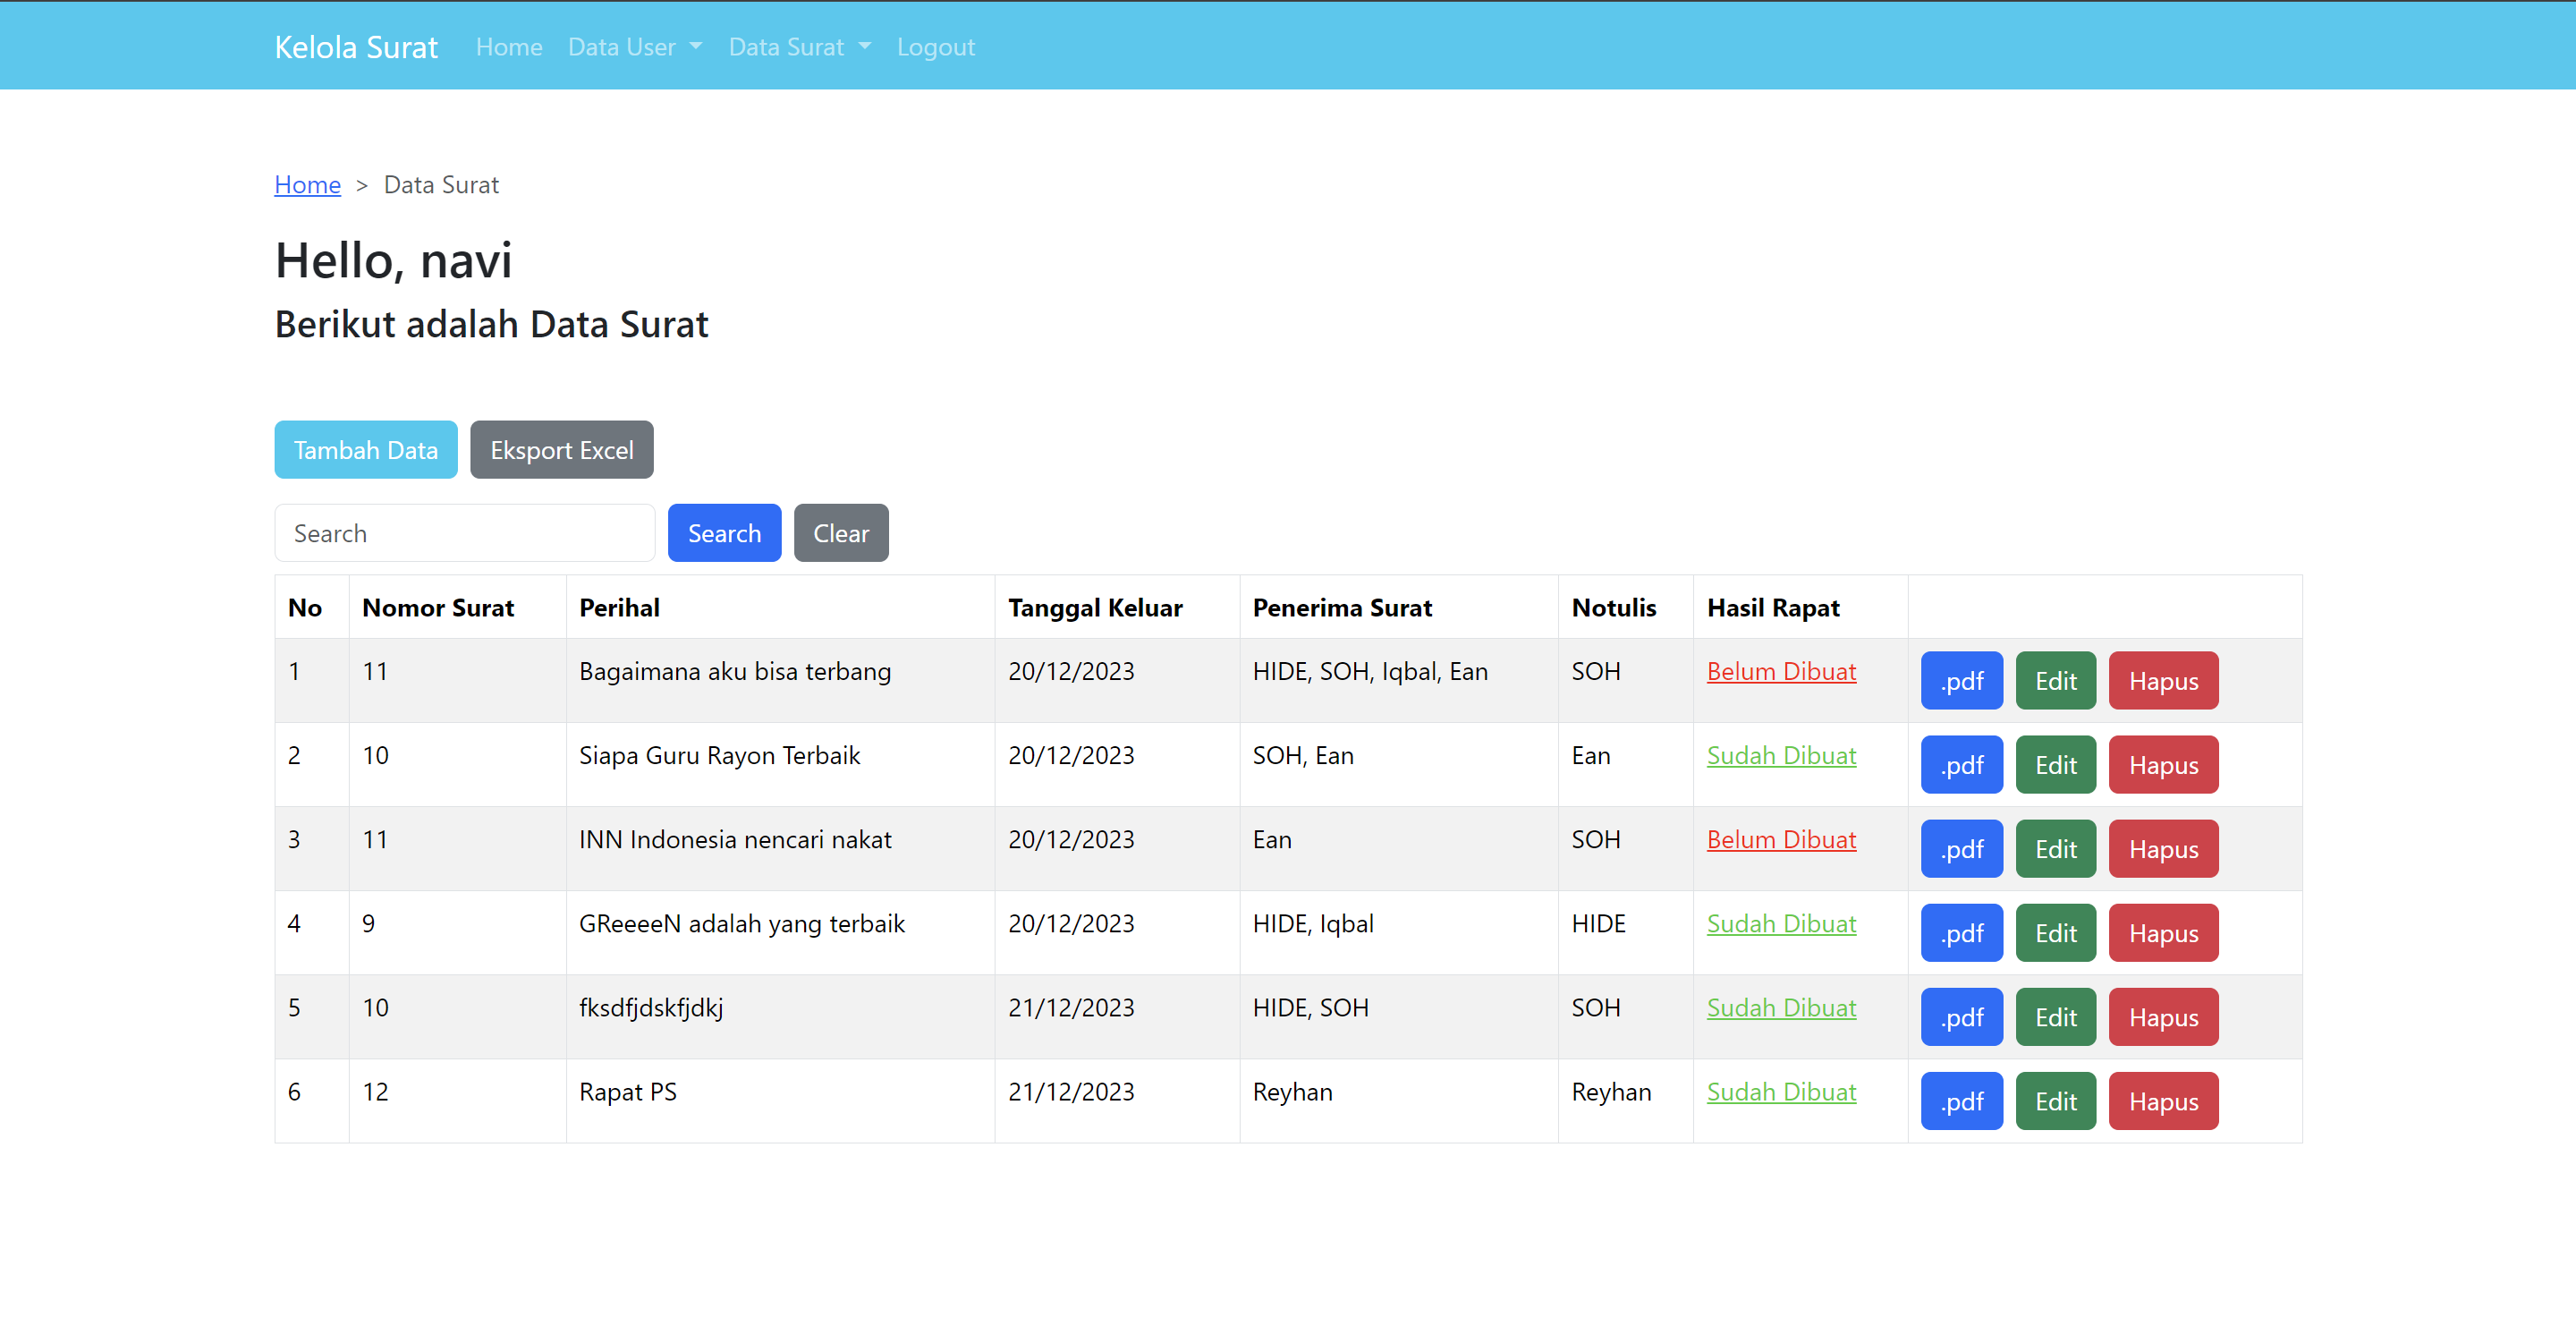 Kelola Surat Home Data User Data Surat Logout
Home > Data Surat
Hello, navi
Berikut adalah Data Surat
Tambah Data Eksport Excel
Search Search Clear
No Nomor Surat Perihal Tanggal Keluar Penerima Surat Notulis Hasil Rapat
1 11 Bagaimana aku bisa terbang 20/12/2023 HIDE, SOH, Iqbal, Ean SOH Belum Dibuat .pdf Edit Hapus
2 10 Siapa Guru Rayon Terbaik 20/12/2023 SOH, Ean Ean Sudah Dibuat .pdf Edit Hapus
3 11 INN Indonesia nencari nakat 20/12/2023 Ean SOH Belum Dibuat .pdf Edit Hapus
4 9 GReeeeN adalah yang terbaik 20/12/2023 HIDE, Iqbal HIDE Sudah Dibuat .pdf Edit Hapus
5 10 fksdfjdskfjdkj 21/12/2023 HIDE, SOH SOH Sudah Dibuat .pdf Edit Hapus
6 12 Rapat PS 21/12/2023 Reyhan Reyhan Sudah Dibuat .pdf Edit Hapus